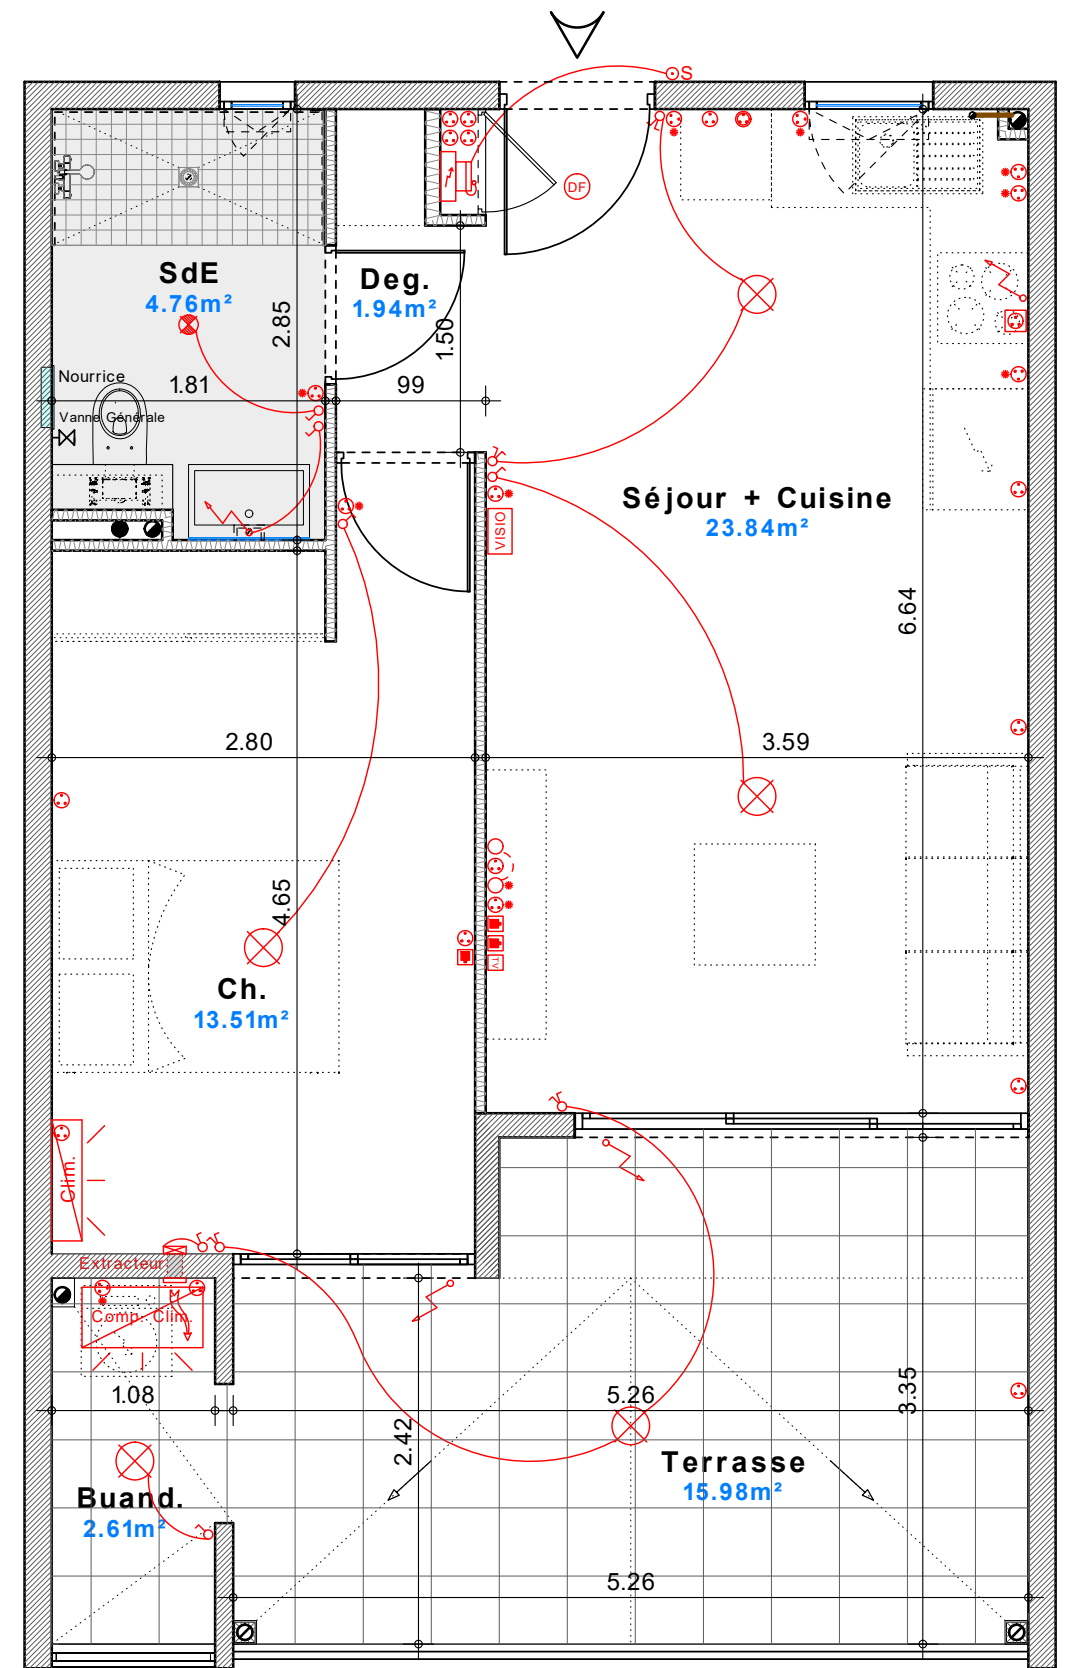 S
DF
SdE
4.76m²
Deg.
1.94m²
2.85
1.50
Nourrice
1.81
99
Vanne Générale
Séjour + Cuisine
23.84m²
VISIO
6.64
2.80
3.59
4.65
TV
Ch.
13.51m²
Clim.
Extracteur
Comp. Clim.
1.08
5.26
3.35
2.42
Terrasse
15.98m²
Buand.
2.61m²
5.26